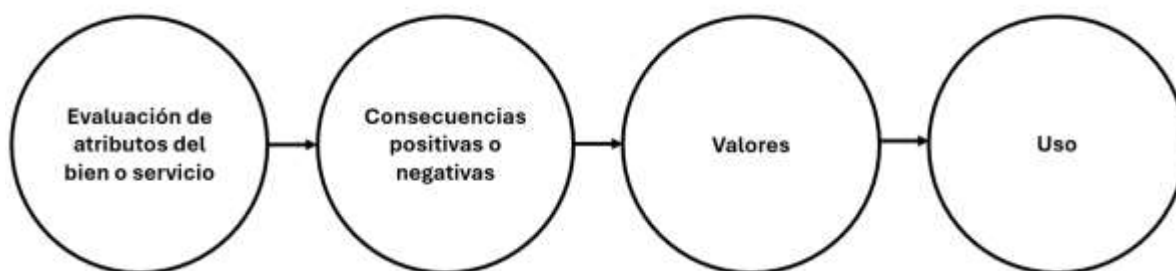 Evaluación de
atributos del
bien o servicio
Consecuencias
positivas o
negativas
Valores
Uso